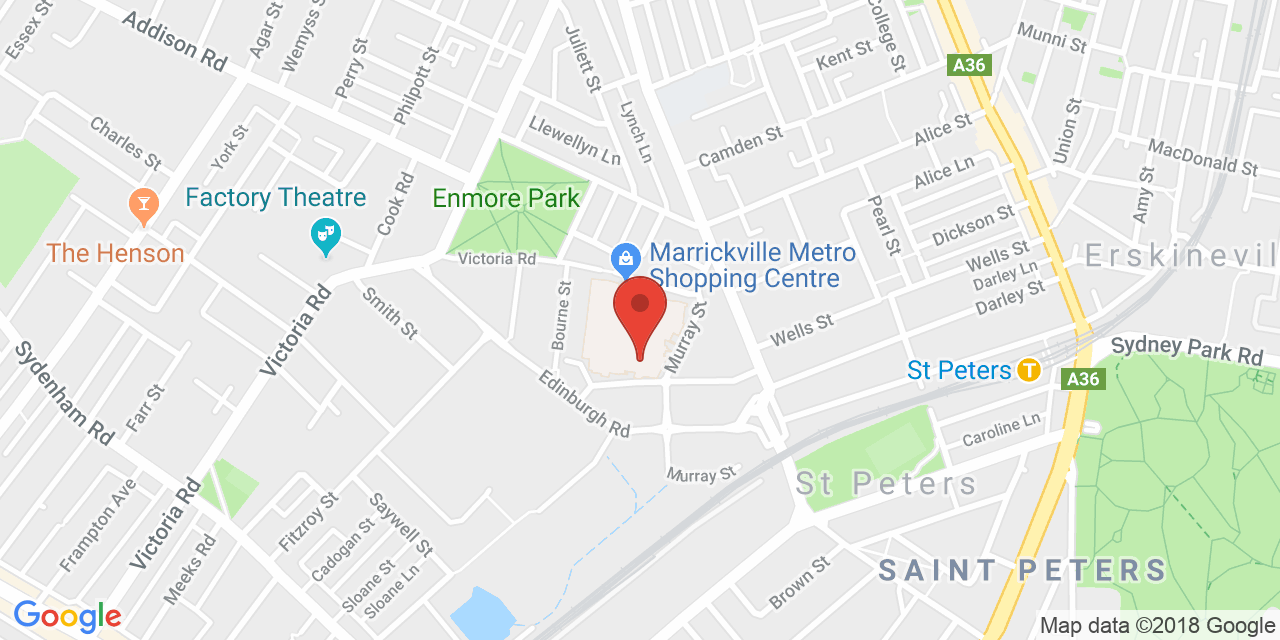 Essex St
Addison Rd
Agar St
Wemyss St
Perry St
Philpott St
Juliett St
Lynch Ln
Llewellyn Ln
College St
Kent St
A36
Munni St
Camden St
Alice St
Alice Ln
Union St
MacDonald St
Amy St
Charles St
York St
Cook Rd
Factory Theatre
The Henson
Enmore Park
Victoria Rd
Marrickville Metro
Shopping Centre
Pearl St
Dickson St
Wells St
Darley Ln
Darley St
Erskinevil
Victoria Rd
Smith St
Bourne St
Murray St
Wells St
Sydney Park Rd
St Peters
T
A36
Sydenham Rd
Farr St
Edinburgh Rd
Caroline Ln
Murray St
St Peters
Frampton Ave
Victoria Rd
Meeks Rd
Fitzroy St
Cadogan St
Saywell St
Sloane St
Sloane Ln
Brown St
SAINT PETERS
Google
Map data ©2018 Google